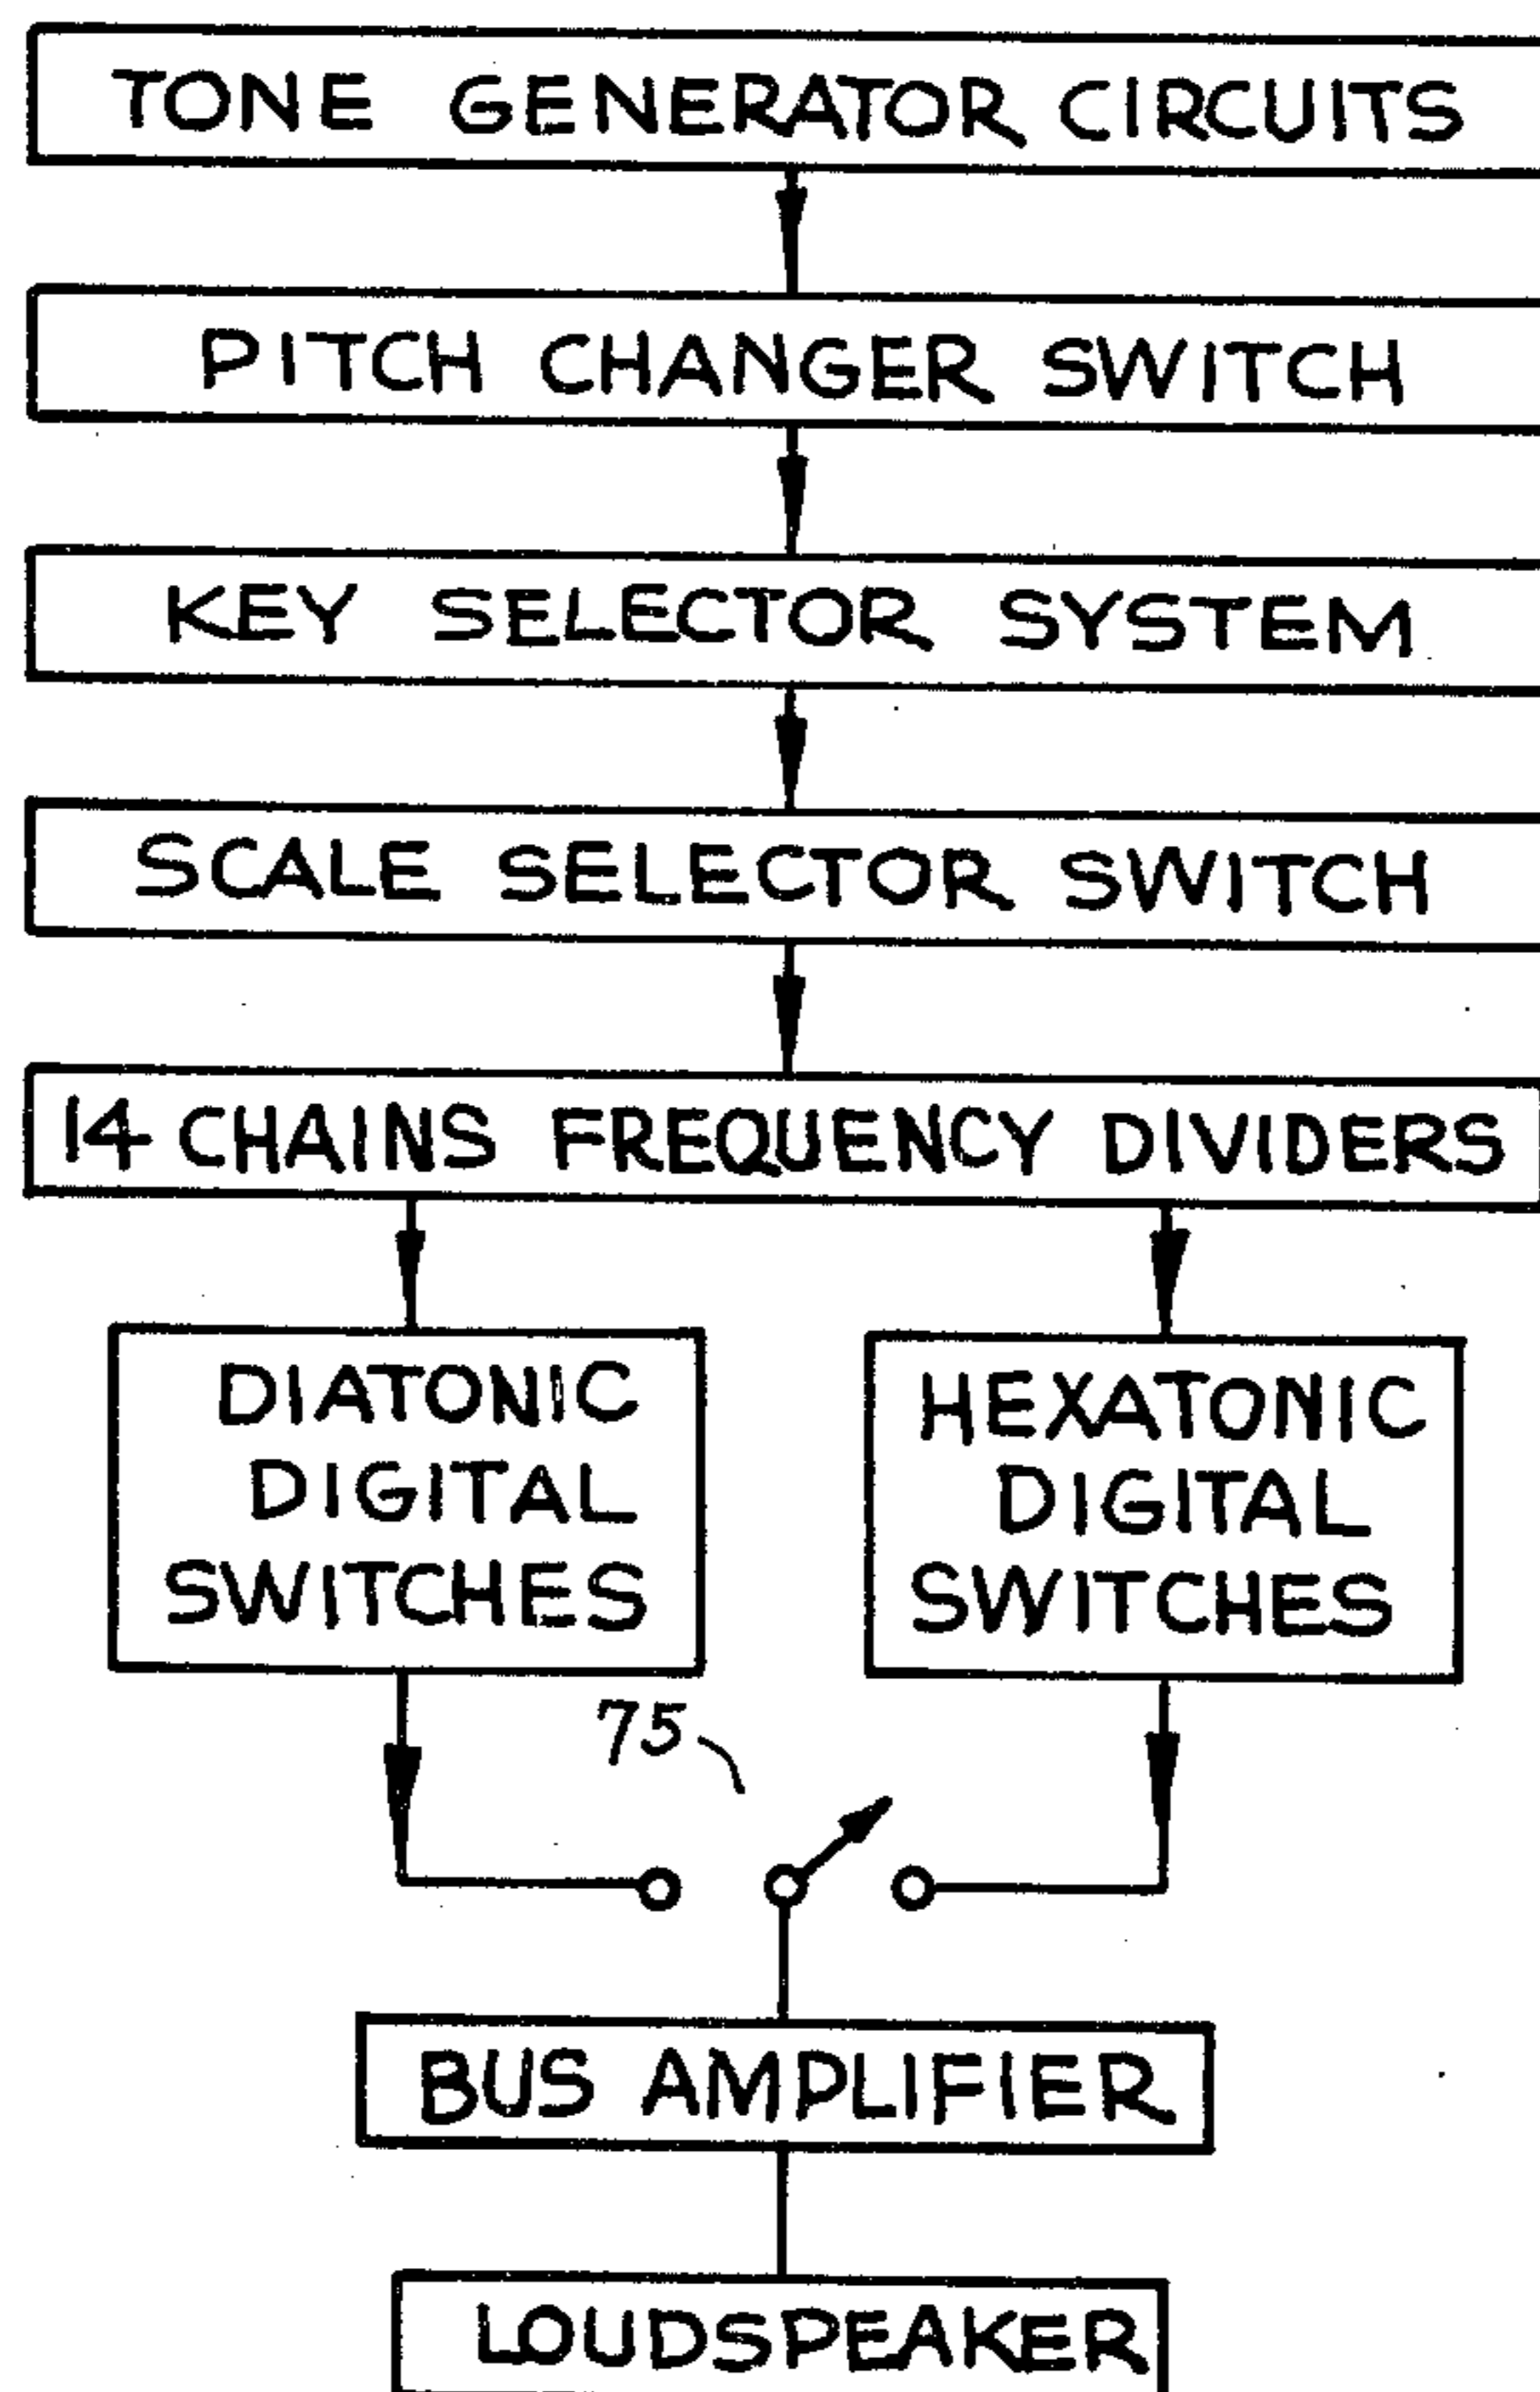 TONE GENERATOR CIRCUITS
PITCH CHANGER SWITCH
KEY SELECTOR SYSTEM
SCALE SELECTOR SWITCH
14 CHAINS FREQUENCY DIVIDERS
DIATONIC
DIGITAL
SWITCHES
HEXATONIC
DIGITAL
SWITCHES
75
BUS AMPLIFIER
LOUDSPEAKER